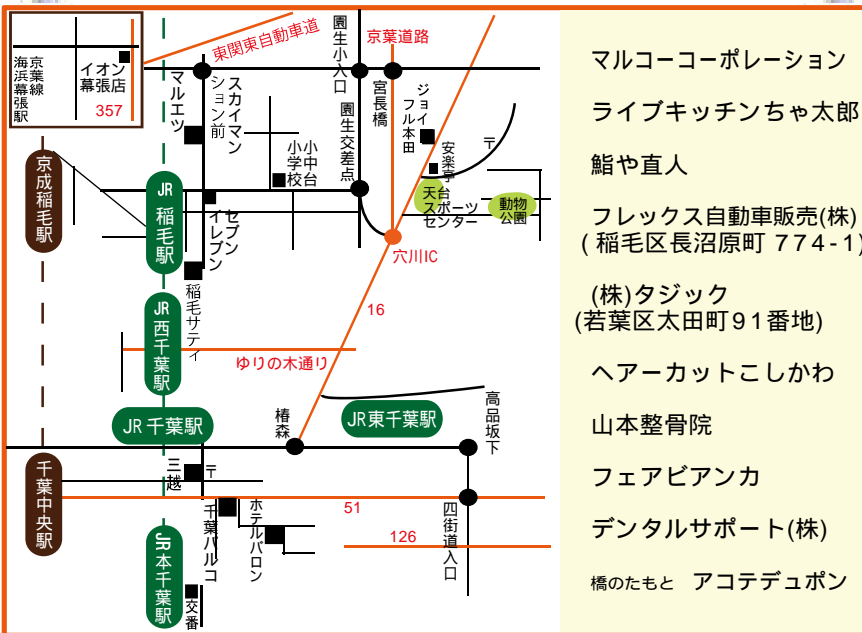 京葉線
海浜幕張駅
イオン
幕張店
357
東関東自動車道
園生小入口
京葉道路
マルエツ
スカイマン
ション前
宮長橋
ジョイ
フル本田
小中台
小学校
園生交差点
安楽亭
〒
京成稲毛駅
JR
稲毛駅
セブン
イレブン
天台
スポーツ
センター
動物
公園
穴川IC
稲毛サティ
16
JR
西千葉駅
ゆりの木通り
JR 千葉駅
椿森
JR東千葉駅
高品坂下
千葉中央駅
三越
〒
千葉パルコ
ホテルバロン
51
四街道入口
126
JR本千葉駅
交番
マルコーコーポレーション
ライブキッチンちゃ太郎
鮨や直人
フレックス自動車販売(株)
(稲毛区長沼原町 774-1)
(株)タジック
(若葉区太田町91番地)
ヘアーカットこしかわ
山本整骨院
フェアビアンカ
デンタルサポート(株)
橋のたもと アコテデュポン